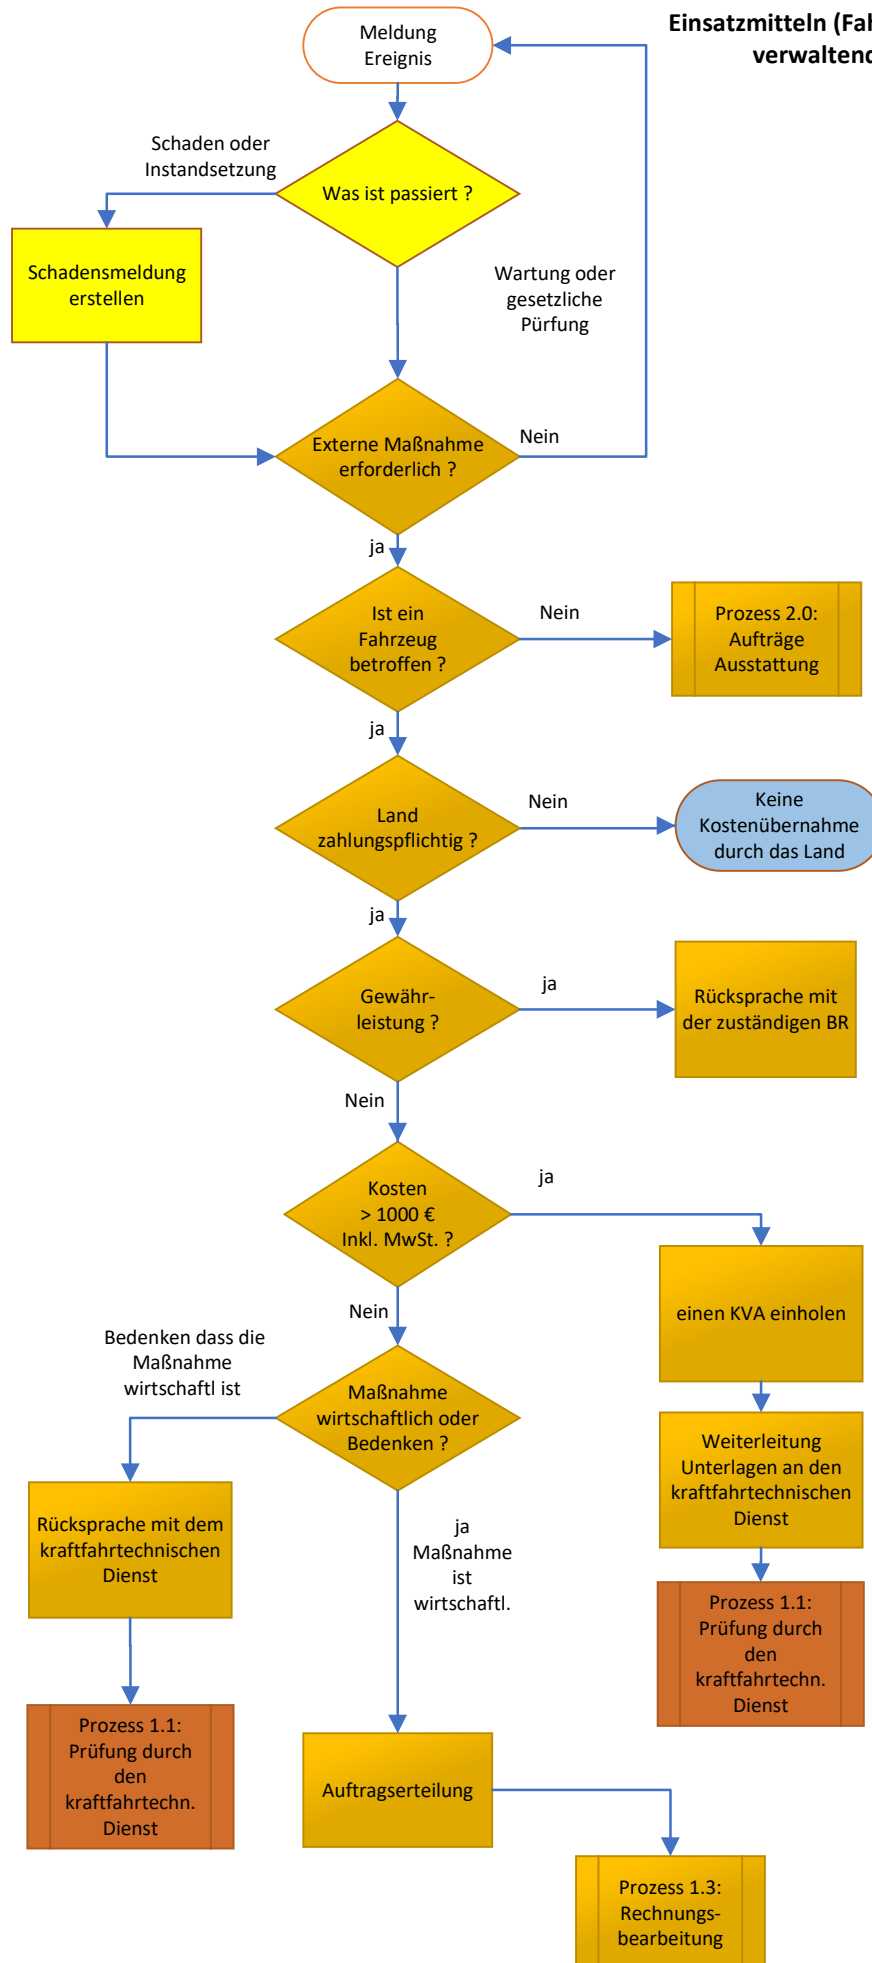 Einsatzmitteln (Fah
verwaltend
Meldung
Ereignis
Schaden oder
Instandsetzung
Was ist passiert ?
Schadensmeldung
erstellen
Wartung oder
gesetzliche
Pürfung
Externe Maßnahme
erforderlich ?
Nein
ja
Ist ein
Fahrzeug
betroffen ?
Nein
Prozess 2.0:
Aufträge
Ausstattung
ja
Land
zahlungspflichtig ?
Nein
Keine
Kostenübernahme
durch das Land
ja
Gewähr-
leistung ?
ja
Rücksprache mit
der zuständigen BR
Nein
Kosten
> 1000 €
Inkl. MwSt. ?
ja
einen KVA einholen
Nein
Bedenken dass die
Maßnahme
wirtschaftl ist
Maßnahme
wirtschaftlich oder
Bedenken ?
Weiterleitung
Unterlagen an den
kraftfahrtechnischen
Dienst
Rücksprache mit dem
kraftfahrtechnischen
Dienst
ja
Maßnahme
ist
wirtschaftl.
Prozess 1.1:
Prüfung durch
den
kraftfahrtechn.
Dienst
Prozess 1.1:
Prüfung durch
den
kraftfahrtechn.
Dienst
Auftragserteilung
Prozess 1.3:
Rechnungs-
bearbeitung